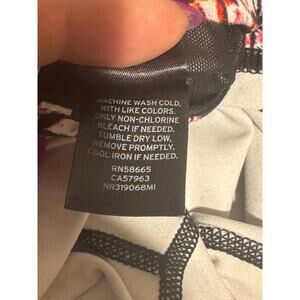 MACHINE WASH COLD,
WITH LIKE COLORS.
ONLY NON-CHLORINE
BLEACH IF NEEDED.
TUMBLE DRY LOW,
REMOVE PROMPTLY.
COOL IRON IF NEEDED.
RN58665
CA57963
NR319068MI